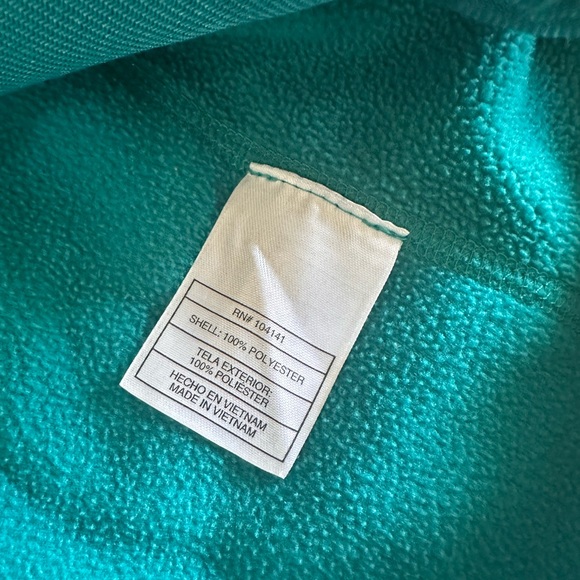 RN# 104141
SHELL: 100% POLYESTER
TELA EXTERIOR:
100% POLIESTER
HECHO EN VIETNAM
MADE IN VIETNAM